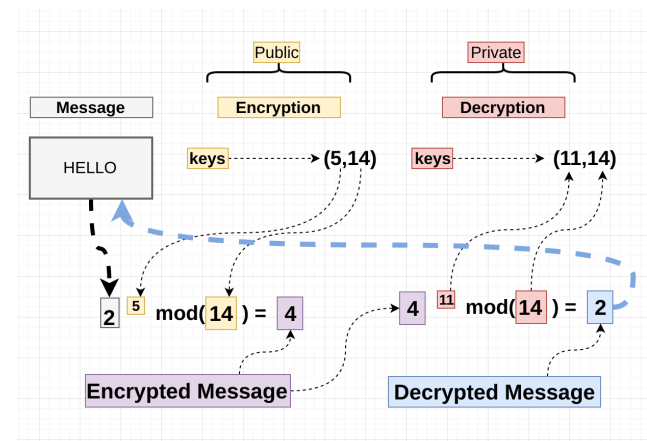 Public
Private
Message
Encryption
Decryption
HELLO
keys
(5,14)
keys
(11,14)
2 5 mod( 14 ) = 4
4 11 mod( 14 ) = 2
Encrypted Message
Decrypted Message